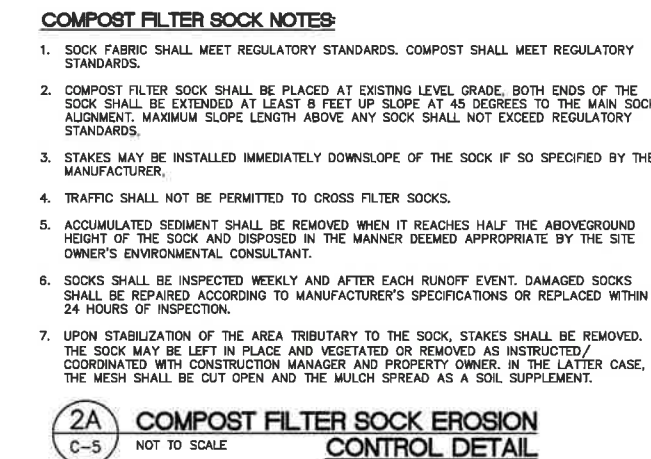 COMPOST FILTER SOCK NOTES:
1. SOCK FABRIC SHALL MEET REGULATORY STANDARDS. COMPOST SHALL MEET REGULATORY
STANDARDS.
2. COMPOST FILTER SOCK SHALL BE PLACED AT EXISTING LEVEL GRADE. BOTH ENDS OF THE
SOCK SHALL BE EXTENDED AT LEAST 8 FEET UP SLOPE AT 45 DEGREES TO THE MAIN SOCK
ALIGNMENT. MAXIMUM SLOPE LENGTH ABOVE ANY SOCK SHALL NOT EXCEED REGULATORY
STANDARDS.
3. STAKES MAY BE INSTALLED IMMEDIATELY DOWNSLOPE OF THE SOCK IF SO SPECIFIED BY THE
MANUFACTURER.
4. TRAFFIC SHALL NOT BE PERMITTED TO CROSS FILTER SOCKS.
5. ACCUMULATED SEDIMENT SHALL BE REMOVED WHEN IT REACHES HALF THE ABOVEGROUND
HEIGHT OF THE SOCK AND DISPOSED IN THE MANNER DEEMED APPROPRIATE BY THE SITE
OWNER'S ENVIRONMENTAL CONSULTANT.
6. SOCKS SHALL BE INSPECTED WEEKLY AND AFTER EACH RUNOFF EVENT. DAMAGED SOCKS
SHALL BE REPAIRED ACCORDING TO MANUFACTURER'S SPECIFICATIONS OR REPLACED WITHIN
24 HOURS OF INSPECTION.
7. UPON STABILIZATION OF THE AREA TRIBUTARY TO THE SOCK, STAKES SHALL BE REMOVED.
THE SOCK MAY BE LEFT IN PLACE AND VEGETATED OR REMOVED AS INSTRUCTED/
COORDINATED WITH CONSTRUCTION MANAGER AND PROPERTY OWNER. IN THE LATTER CASE,
THE MESH SHALL BE CUT OPEN AND THE MULCH SPREAD AS A SOIL SUPPLEMENT.
2A COMPOST FILTER SOCK EROSION
C-5 NOT TO SCALE CONTROL DETAIL